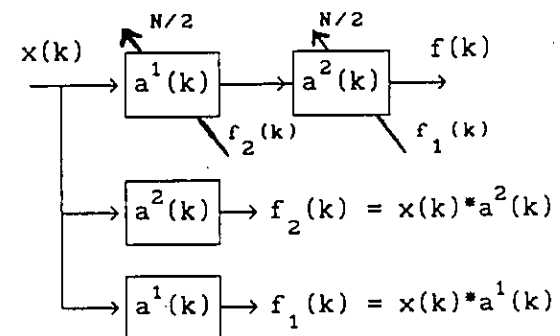 N/2 N/2
x(k) a¹(k) a²(k) f(k)
f₂(k) f₁(k)
a²(k) f₂(k) = x(k)*a²(k)
a¹(k) f₁(k) = x(k)*a¹(k)